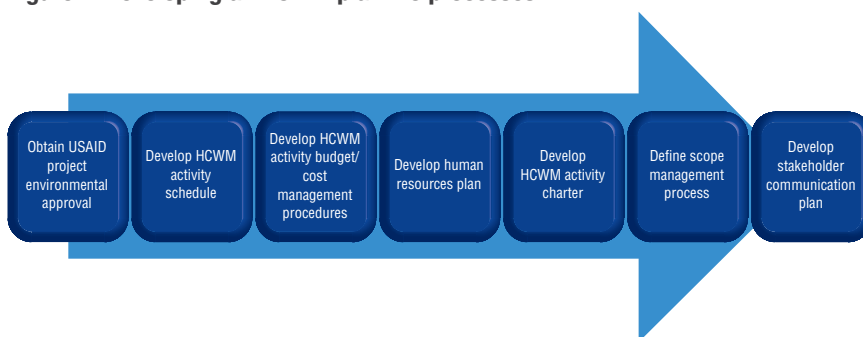 Obtain USAID
project
environmental
approval
Develop HCWM
activity
schedule
Develop HCWM
activity budget/
cost
management
procedures
Develop human
resources plan
Develop
HCWM activity
charter
Define scope
management
process
Develop
stakeholder
communication
plan